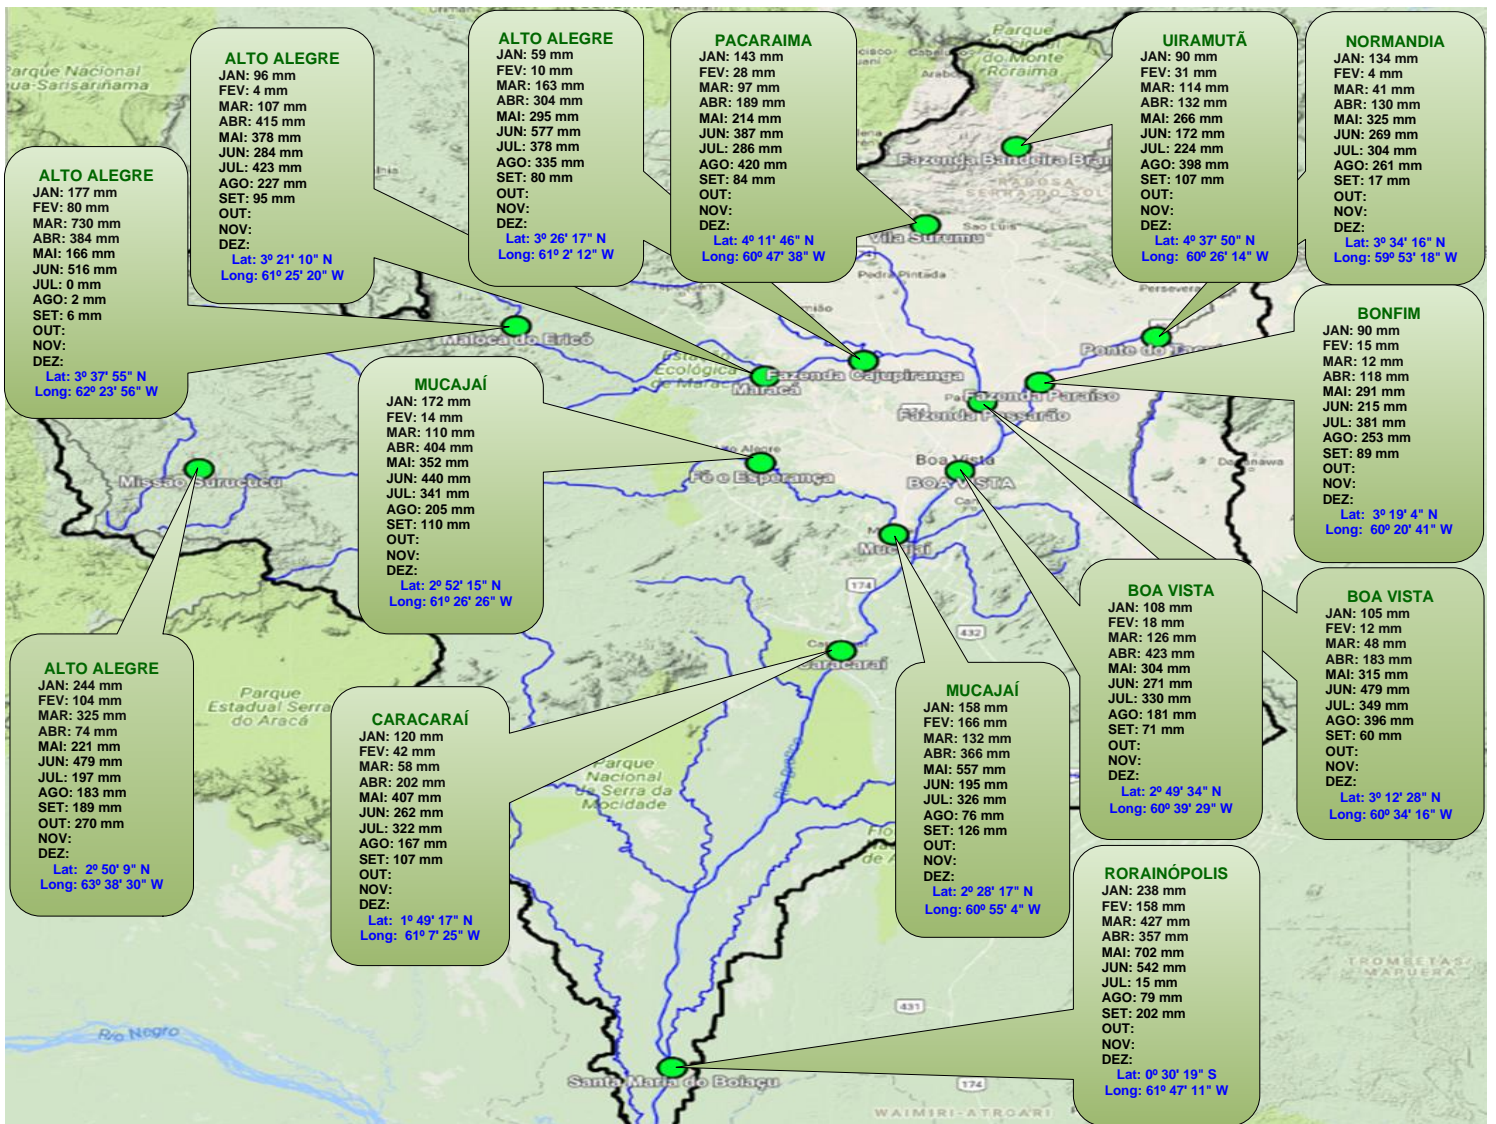 ALTO ALEGRE
JAN: 96 mm
FEV: 4 mm
MAR: 107 mm
ABR: 415 mm
MAI: 378 mm
JUN: 284 mm
JUL: 423 mm
AGO: 227 mm
SET: 95 mm
OUT:
NOV:
DEZ:
Lat: 3º 21' 10" N
Long: 61º 25' 20" W
ALTO ALEGRE
JAN: 59 mm
FEV: 10 mm
MAR: 163 mm
ABR: 304 mm
MAI: 295 mm
JUN: 577 mm
JUL: 378 mm
AGO: 335 mm
SET: 80 mm
OUT:
NOV:
DEZ:
Lat: 3º 26' 17" N
Long: 61º 2' 12" W
PACARAIMA
JAN: 143 mm
FEV: 28 mm
MAR: 97 mm
ABR: 189 mm
MAI: 214 mm
JUN: 387 mm
JUL: 286 mm
AGO: 420 mm
SET: 84 mm
OUT:
NOV:
DEZ:
Lat: 4º 11' 46" N
Long: 60º 47' 38" W
UIRAMUTÃ
JAN: 90 mm
FEV: 31 mm
MAR: 114 mm
ABR: 132 mm
MAI: 266 mm
JUN: 172 mm
JUL: 224 mm
AGO: 398 mm
SET: 107 mm
OUT:
NOV:
DEZ:
Lat: 4º 37' 50" N
Long: 60º 26' 14" W
NORMANDIA
JAN: 134 mm
FEV: 4 mm
MAR: 41 mm
ABR: 130 mm
MAI: 325 mm
JUN: 269 mm
JUL: 304 mm
AGO: 261 mm
SET: 17 mm
OUT:
NOV:
DEZ:
Lat: 3º 34' 16" N
Long: 59º 53' 18" W
ALTO ALEGRE
JAN: 177 mm
FEV: 80 mm
MAR: 730 mm
ABR: 384 mm
MAI: 166 mm
JUN: 516 mm
JUL: 0 mm
AGO: 2 mm
SET: 6 mm
OUT:
NOV:
DEZ:
Lat: 3º 37' 55" N
Long: 62º 23' 56" W
BONFIM
JAN: 90 mm
FEV: 15 mm
MAR: 12 mm
ABR: 118 mm
MAI: 291 mm
JUN: 215 mm
JUL: 381 mm
AGO: 253 mm
SET: 89 mm
OUT:
NOV:
DEZ:
Lat: 3º 19' 4" N
Long: 60º 20' 41" W
MUCAJAÍ
JAN: 172 mm
FEV: 14 mm
MAR: 110 mm
ABR: 404 mm
MAI: 352 mm
JUN: 440 mm
JUL: 341 mm
AGO: 205 mm
SET: 110 mm
OUT:
NOV:
DEZ:
Lat: 2º 52' 15" N
Long: 61º 26' 26" W
BOA VISTA
JAN: 108 mm
FEV: 18 mm
MAR: 126 mm
ABR: 423 mm
MAI: 304 mm
JUN: 271 mm
JUL: 330 mm
AGO: 181 mm
SET: 71 mm
OUT:
NOV:
DEZ:
Lat: 2º 49' 34" N
Long: 60º 39' 29" W
BOA VISTA
JAN: 105 mm
FEV: 12 mm
MAR: 48 mm
ABR: 183 mm
MAI: 315 mm
JUN: 479 mm
JUL: 349 mm
AGO: 396 mm
SET: 60 mm
OUT:
NOV:
DEZ:
Lat: 3º 12' 28" N
Long: 60º 34' 16" W
ALTO ALEGRE
JAN: 244 mm
FEV: 104 mm
MAR: 325 mm
ABR: 74 mm
MAI: 221 mm
JUN: 479 mm
JUL: 197 mm
AGO: 183 mm
SET: 189 mm
OUT: 270 mm
NOV:
DEZ:
Lat: 2º 50' 9" N
Long: 63º 38' 30" W
CARACARAÍ
JAN: 120 mm
FEV: 42 mm
MAR: 58 mm
ABR: 202 mm
MAI: 407 mm
JUN: 262 mm
JUL: 322 mm
AGO: 167 mm
SET: 107 mm
OUT:
NOV:
DEZ:
Lat: 1º 49' 17" N
Long: 61º 7' 25" W
MUCAJAÍ
JAN: 158 mm
FEV: 166 mm
MAR: 132 mm
ABR: 366 mm
MAI: 557 mm
JUN: 195 mm
JUL: 326 mm
AGO: 76 mm
SET: 126 mm
OUT:
NOV:
DEZ:
Lat: 2º 28' 17" N
Long: 60º 55' 4" W
RORAINÓPOLIS
JAN: 238 mm
FEV: 158 mm
MAR: 427 mm
ABR: 357 mm
MAI: 702 mm
JUN: 542 mm
JUL: 15 mm
AGO: 79 mm
SET: 202 mm
OUT:
NOV:
DEZ:
Lat: 0º 30' 19" S
Long: 61º 47' 11" W
Parque Nacional
Parque
do Monte
Roraima
Fazenda Bandeira
RAPOSA
SERRA DO SOL
Vila Surumu
Sao Luis
Pedra Pintada
Maloca do Ericó
Ponte do
Estação
Ecológica
de Maracá
Maracá
Fazenda Cajupiranga
Fazenda Paraíso
Fazenda Passarão
Alto Alegre
Fé e Esperança
Boa Vista
BOA VISTA
Missão Surucucu
Mucajaí
174
432
Caracaraí
Parque
Estadual Serra
do Aracá
Parque
Nacional
da Serra da
Mocidade
Rio Branco
Rio Negro
431
174
Santa Maria do Boiaçu
TROMBETAS/
MAPUERA
WAIMIRI-ATROARI